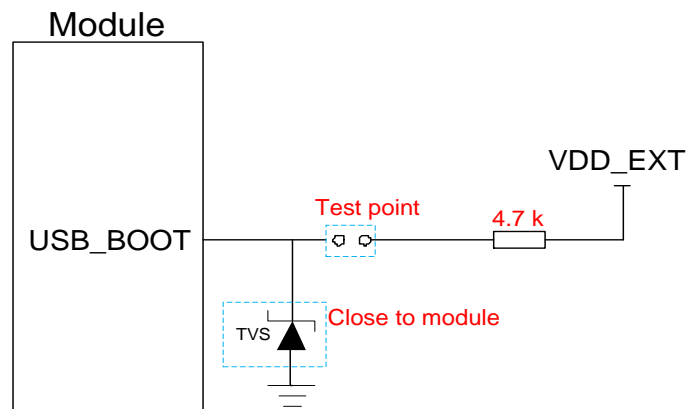 Module
VDD_EXT
Test point
4.7 k
USB_BOOT
TVS
Close to module